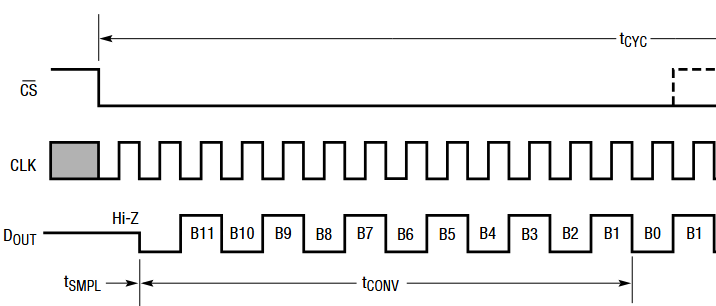 tCYC
CS
CLK
Hi-Z
DOUT
B11 B10 B9 B8 B7 B6 B5 B4 B3 B2 B1 B0 B1
tSMPL
tCONV